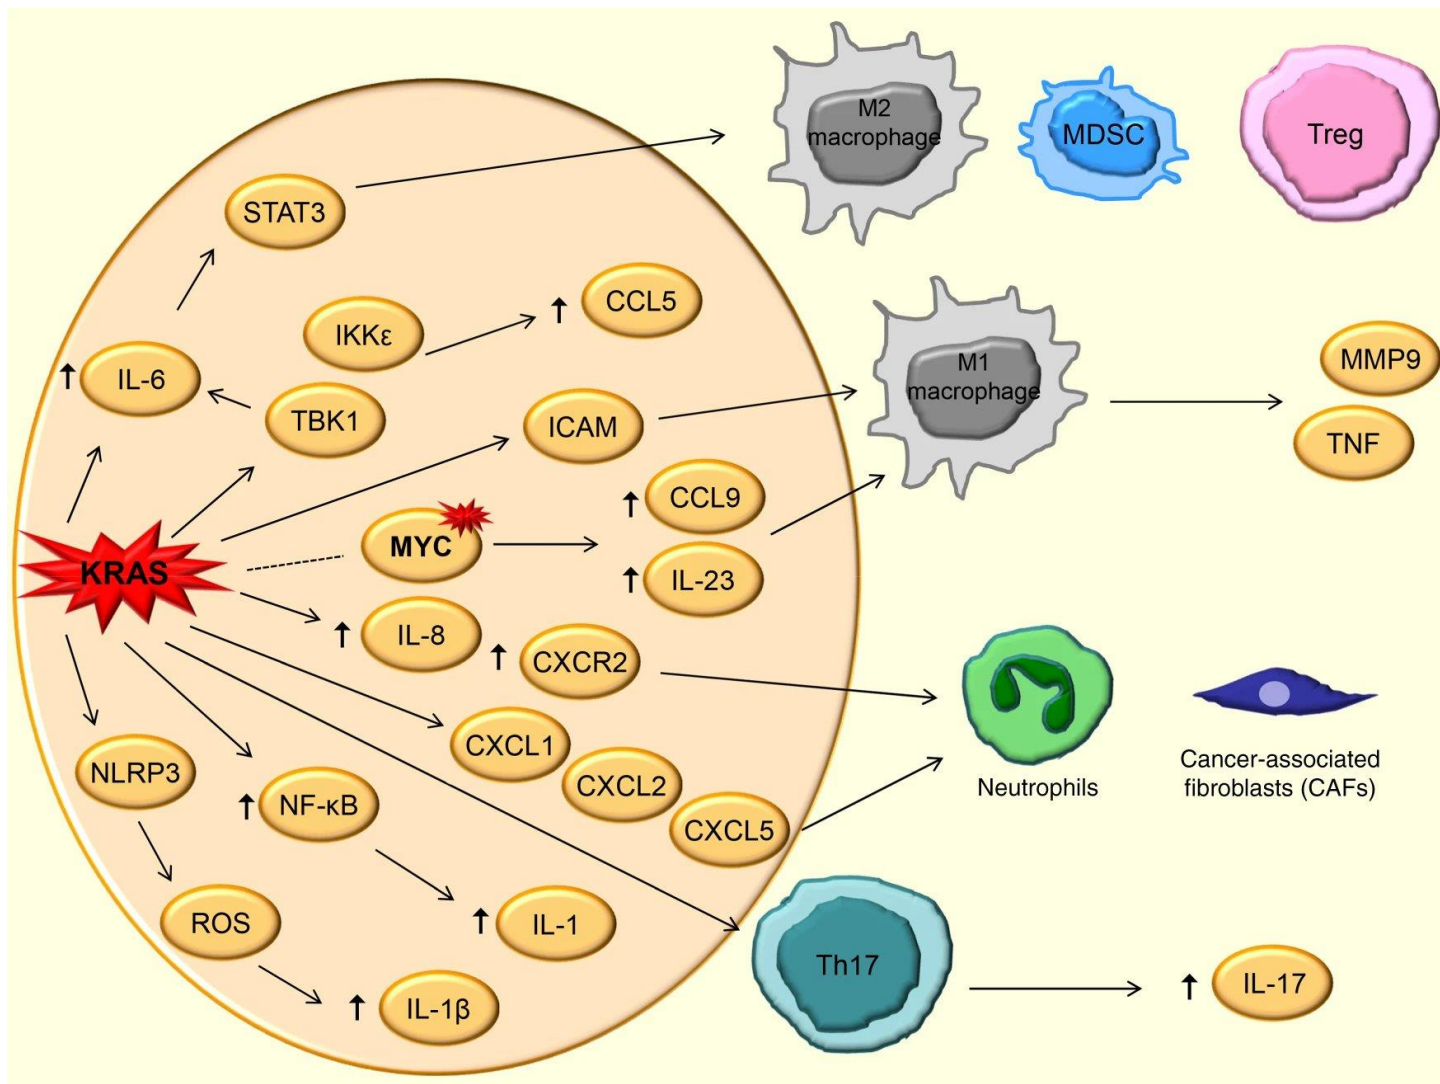 M2
macrophage
MDSC
Treg
STAT3
↑ CCL5
IKKε
↑ IL-6
TBK1
ICAM
M1
macrophage
MMP9
TNF
↑ CCL9
MYC
KRAS
↑ IL-23
↑ IL-8
↑ CXCR2
CXCL1
NLRP3
CXCL2
↑ NF-κB
CXCL5
Neutrophils
Cancer-associated
fibroblasts (CAFs)
ROS
↑ IL-1
Th17
↑ IL-17
↑ IL-1β